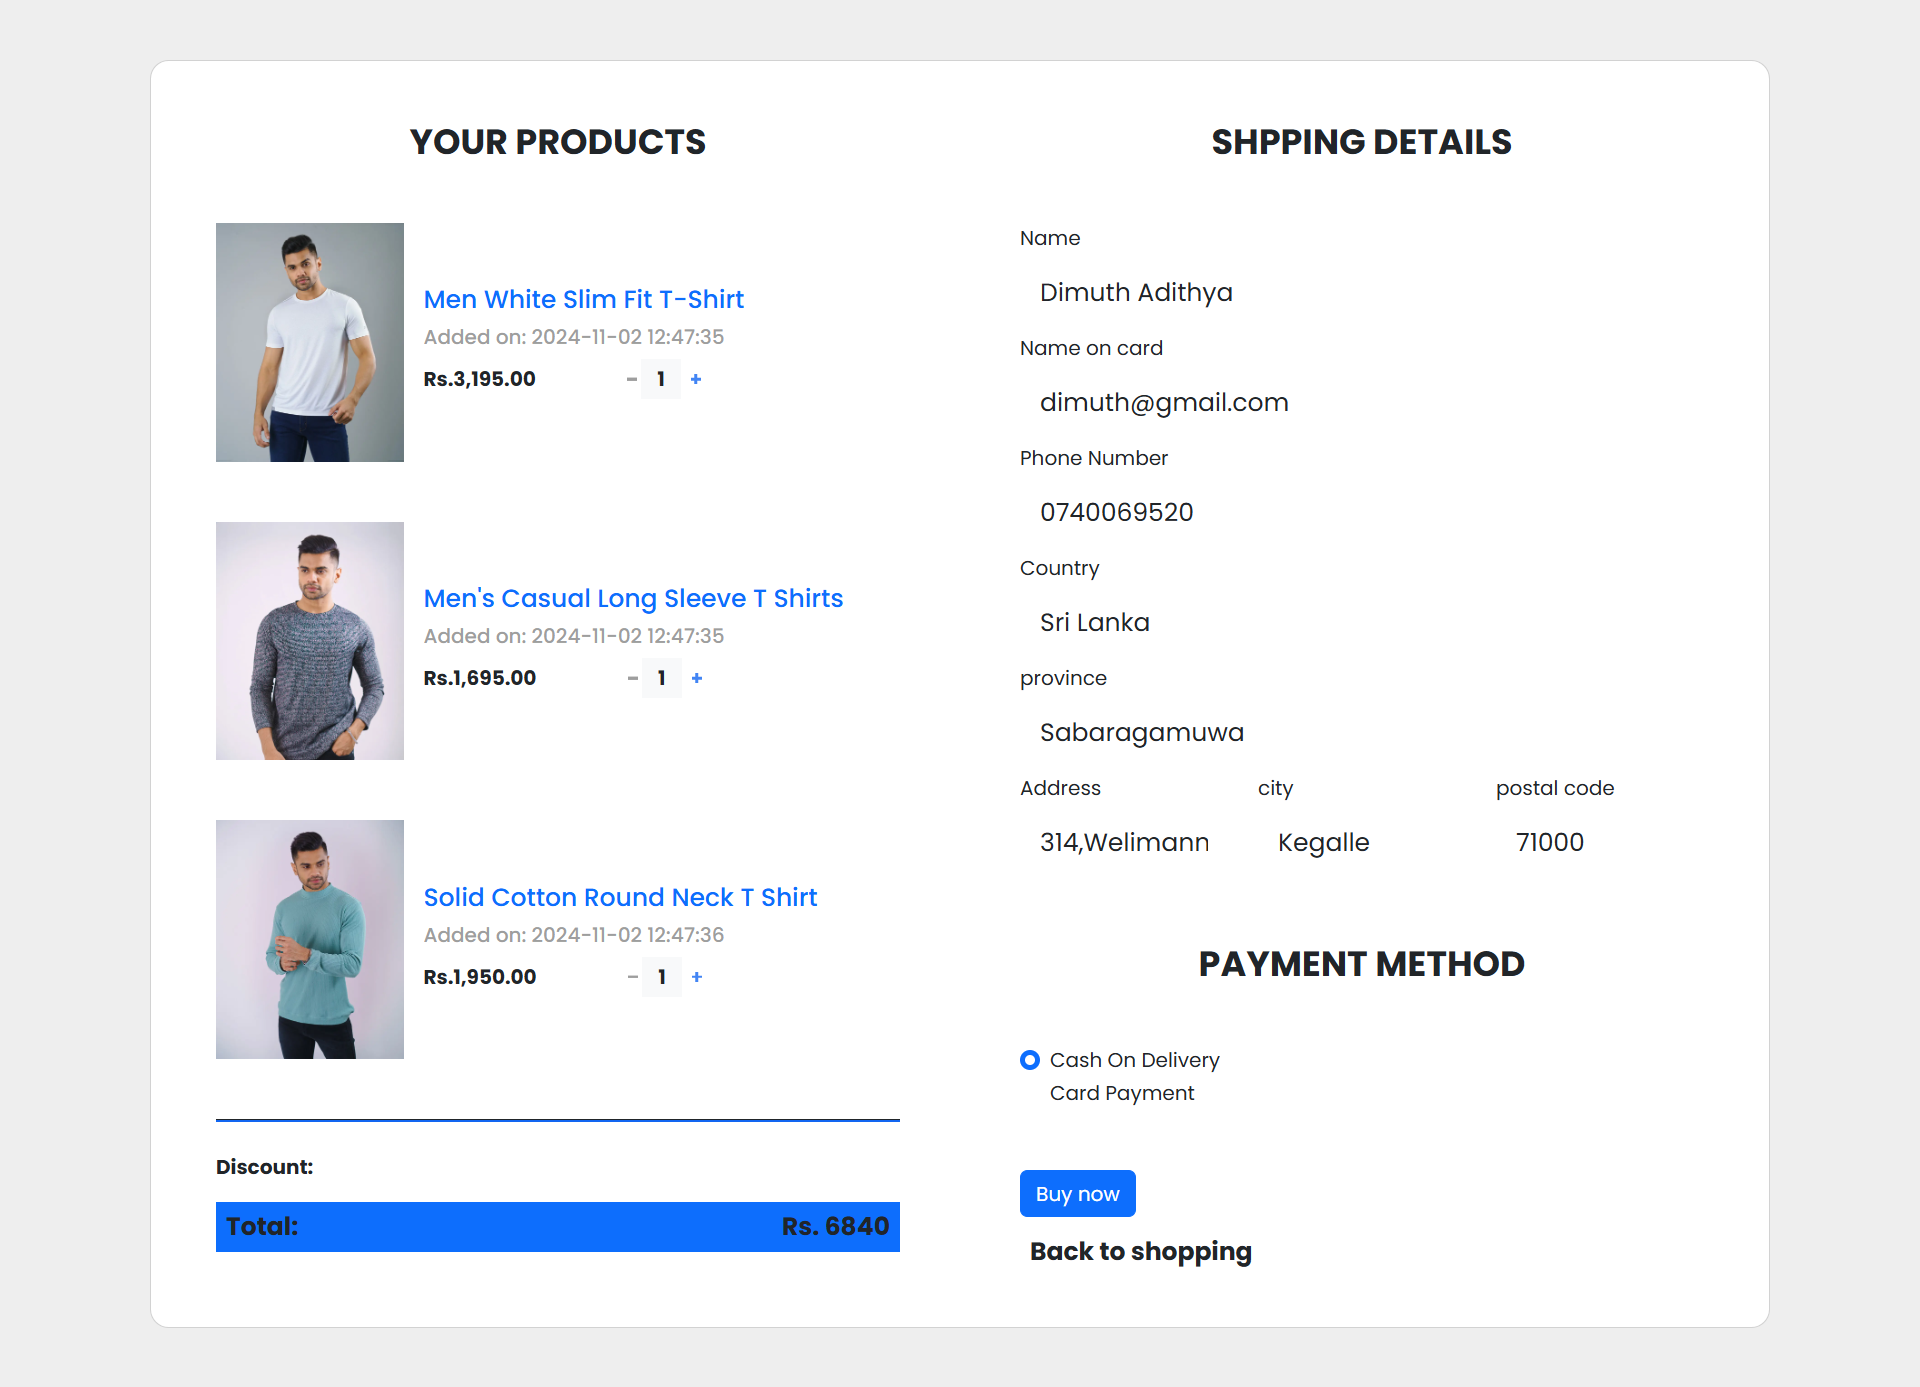 YOUR PRODUCTS
Men White Slim Fit T-Shirt
Added on: 2024-11-02 12:47:35
Rs.3,195.00 - 1 +
Men's Casual Long Sleeve T Shirts
Added on: 2024-11-02 12:47:35
Rs.1,695.00 - 1 +
Solid Cotton Round Neck T Shirt
Added on: 2024-11-02 12:47:36
Rs.1,950.00 - 1 +
Discount:
Total: Rs. 6840
SHPPING DETAILS
Name
Dimuth Adithya
Name on card
dimuth@gmail.com
Phone Number
0740069520
Country
Sri Lanka
province
Sabaragamuwa
Address city postal code
314,Welimann Kegalle 71000
PAYMENT METHOD
Cash On Delivery
Card Payment
Buy now
Back to shopping